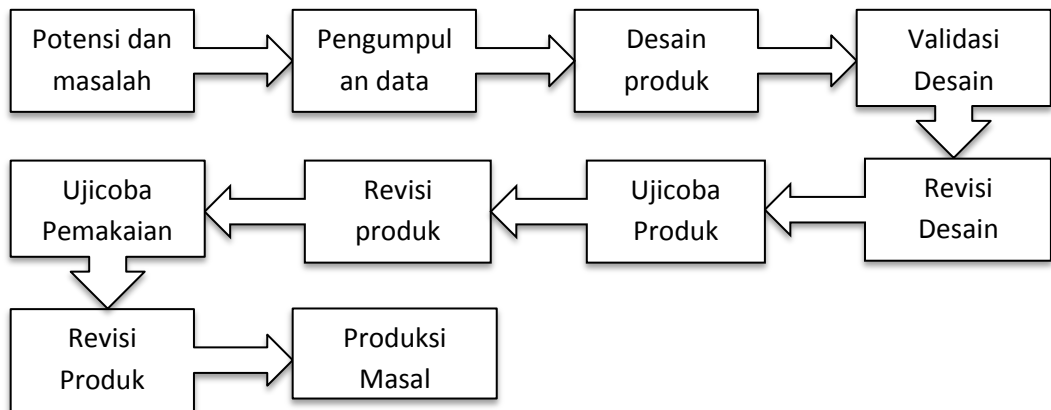 Potensi dan
masalah
Pengumpul
an data
Desain
produk
Validasi
Desain
Revisi
Desain
Ujicoba
Produk
Revisi
produk
Ujicoba
Pemakaian
Revisi
Produk
Produksi
Masal